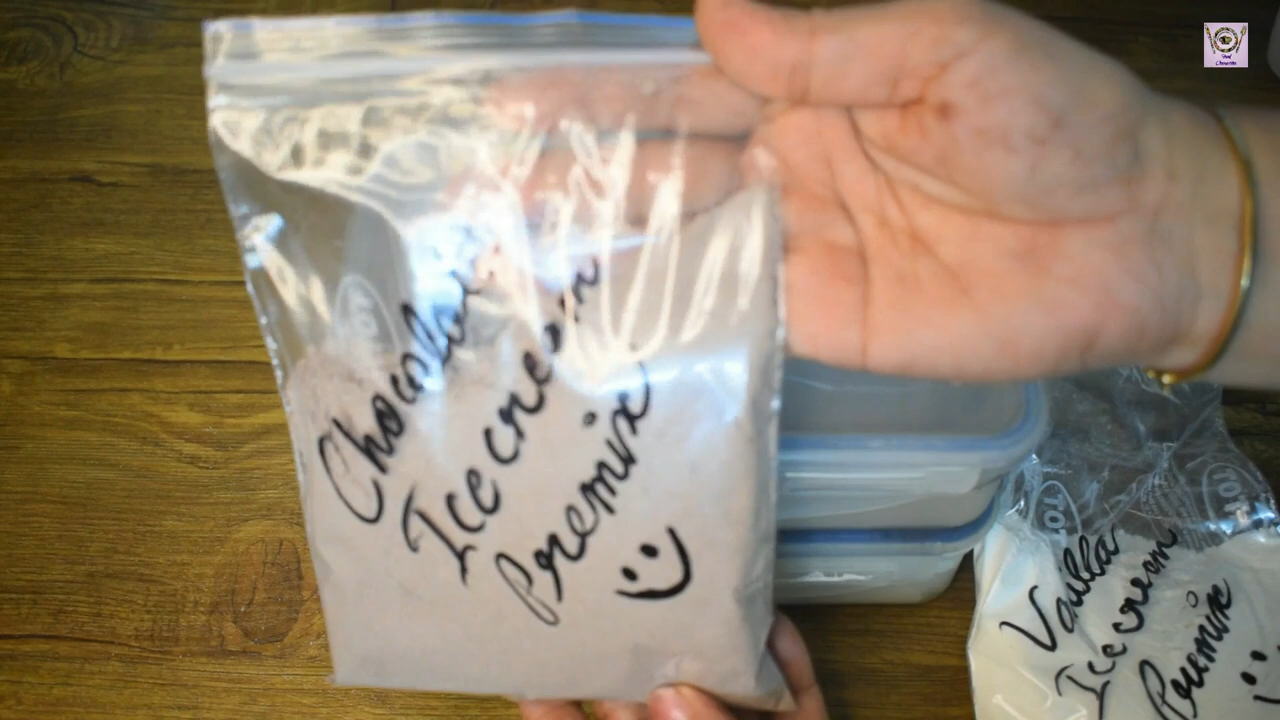 Chocolate
Ice cream
Premix
Vanilla
Ice cream
Premix